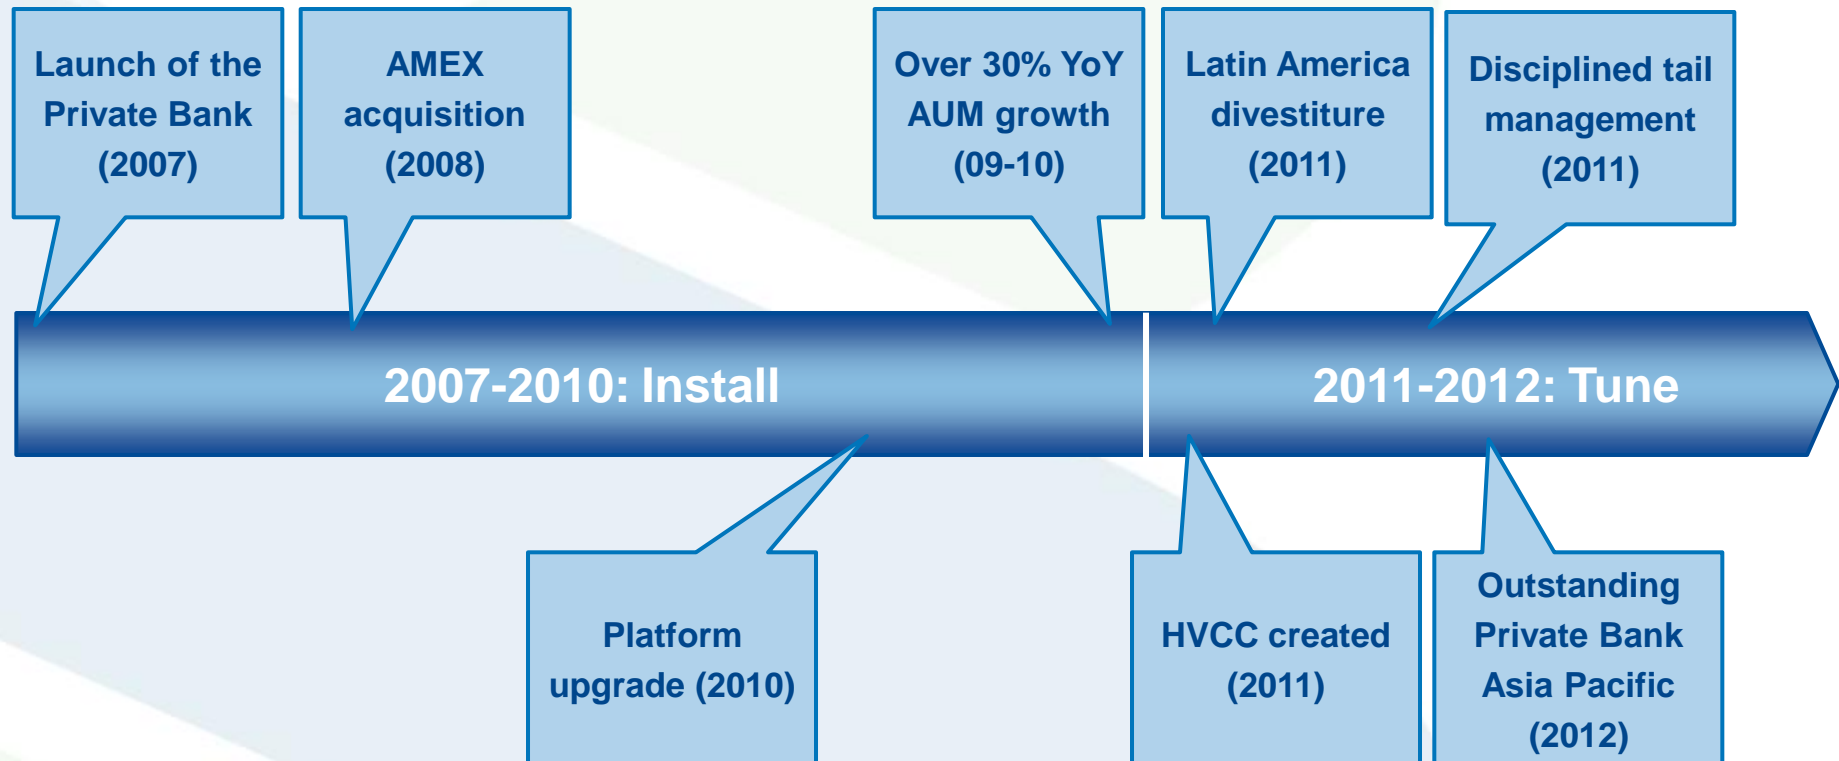 Launch of the
Private Bank
(2007)
AMEX
acquisition
(2008)
Over 30% YoY
AUM growth
(09-10)
Latin America
divestiture
(2011)
Disciplined tail
management
(2011)
2007-2010: Install
2011-2012: Tune
Platform
upgrade (2010)
HVCC created
(2011)
Outstanding
Private Bank
Asia Pacific
(2012)